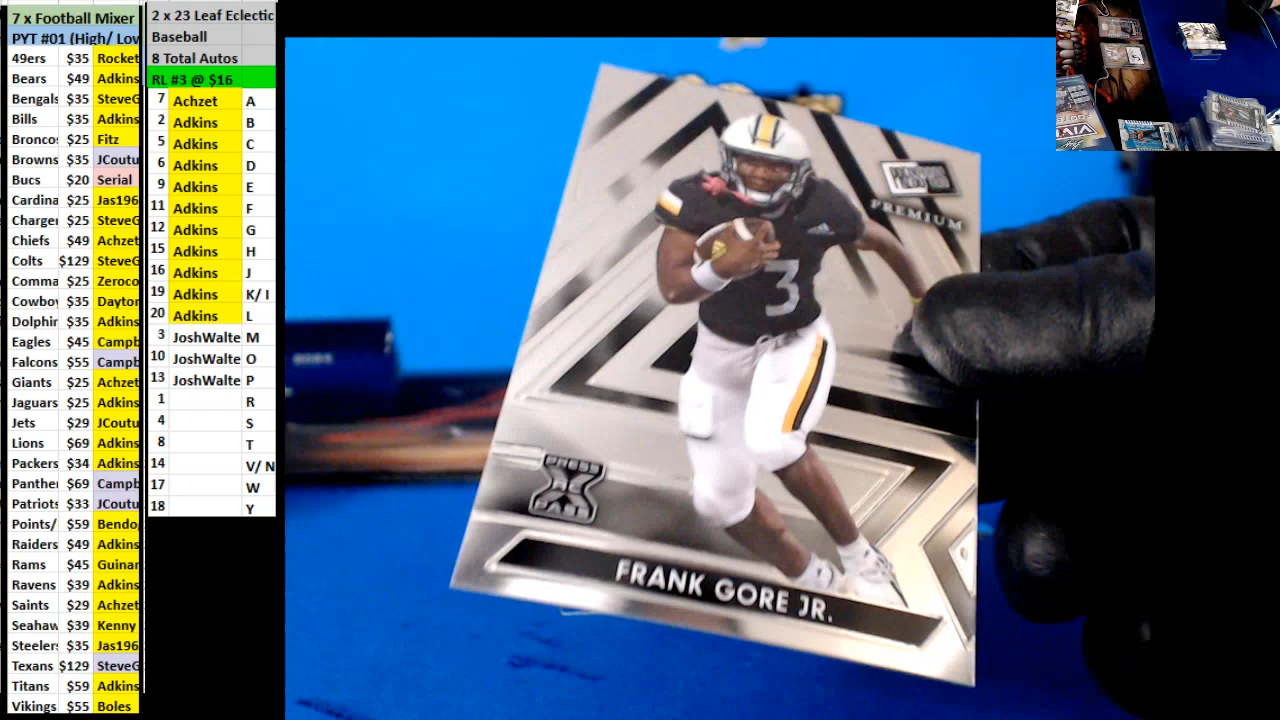 7 x Football Mixer
PYT #01 (High/ Lov
49ers $35 Rocket
Bears $49 Adkins
Bengals $35 SteveG
Bills $35 Adkins
Broncos $25 Fitz
Browns $35 JCoutu
Bucs $20 Serial
Cardina $25 Jas196
Charger $25 SteveG
Chiefs $49 Achzet
Colts $129 SteveG
Comma $25 Zeroco
Cowboy $35 Dayton
Dolphin $35 Adkins
Eagles $45 Campb
Falcons $55 Campb
Giants $25 Achzet
Jaguars $25 Adkins
Jets $29 JCoutu
Lions $69 Adkins
Packers $34 Adkins
Panthe $69 Campb
Patriots $33 JCoutu
Points/ $59 Bendo
Raiders $49 Adkins
Rams $45 Guinar
Ravens $39 Adkins
Saints $29 Achzet
Seahaw $39 Kenny
Steelers $35 Jas196
Texans $129 SteveG
Titans $59 Adkins
Vikings $55 Boles
2 x 23 Leaf Eclectic
Baseball
8 Total Autos
RL #3 @ $16
7 Achzet A
2 Adkins B
5 Adkins C
6 Adkins D
9 Adkins E
11 Adkins F
12 Adkins G
15 Adkins H
16 Adkins J
19 Adkins K/ I
20 Adkins L
3 JoshWalte M
10 JoshWalte O
13 JoshWalte P
1 R
4 S
8 T
14 V/ N
17 W
18 Y
PREMIUM
3
PRESS
PASS
FRANK GORE JR.